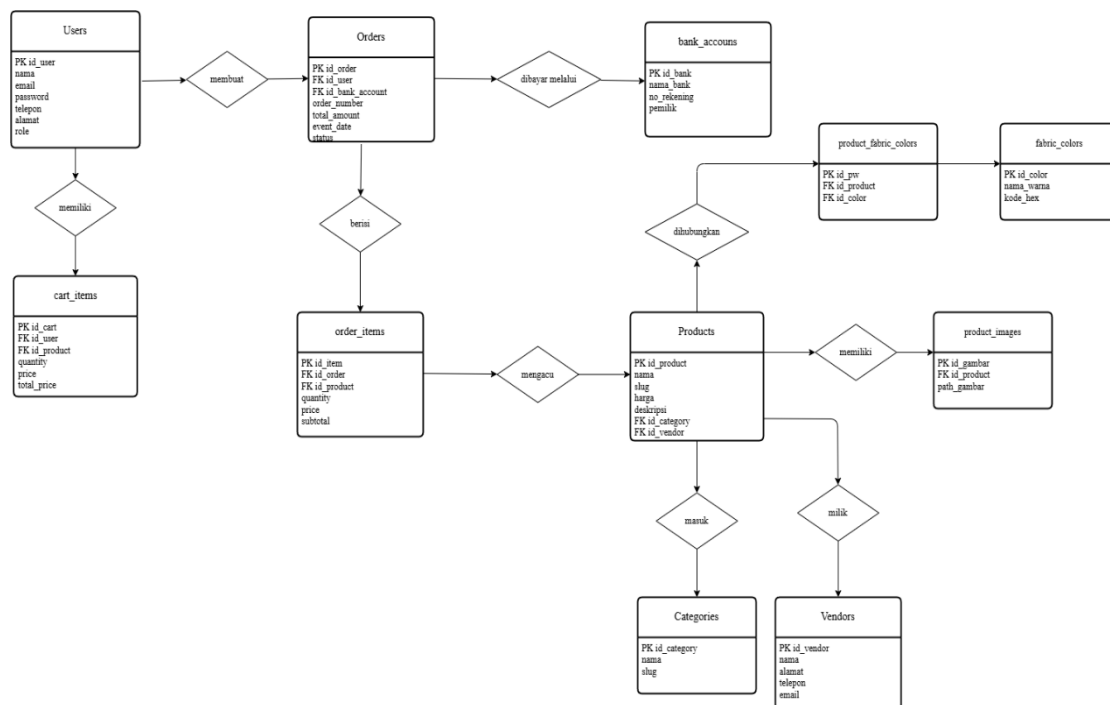 Users
PK id_user
nama
email
password
telepon
alamat
role
membuat
Orders
PK id_order
FK id_user
FK id_bank_account
order_number
total_amount
event_date
status
dibayar melalui
bank_accouns
PK id_bank
nama_bank
no_rekening
pemilik
product_fabric_colors
PK id_pw
FK id_product
FK id_color
fabric_colors
PK id_color
nama_warna
kode_hex
memiliki
berisi
dihubungkan
cart_items
PK id_cart
FK id_user
FK id_product
quantity
price
total_price
order_items
PK id_item
FK id_order
FK id_product
quantity
price
subtotal
mengacu
Products
PK id_product
nama
slug
harga
deskripsi
FK id_category
FK id_vendor
memiliki
product_images
PK id_gambar
FK id_product
path_gambar
masuk
milik
Categories
PK id_category
nama
slug
Vendors
PK id_vendor
nama
alamat
telepon
email